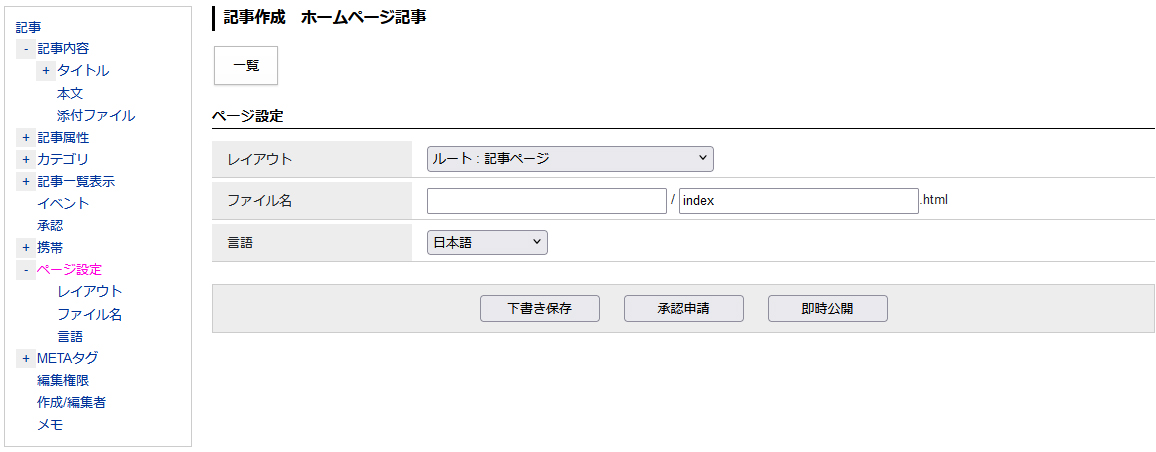 記事
- 記事内容
+ タイトル
本文
添付ファイル
+ 記事属性
+ カテゴリ
+ 記事一覧表示
イベント
承認
+ 携帯
- ページ設定
レイアウト
ファイル名
言語
+ METAタグ
編集権限
作成/編集者
メモ
記事作成　ホームページ記事
一覧
ページ設定
レイアウト ルート : 記事ページ
ファイル名 / index .html
言語 日本語
下書き保存 承認申請 即時公開